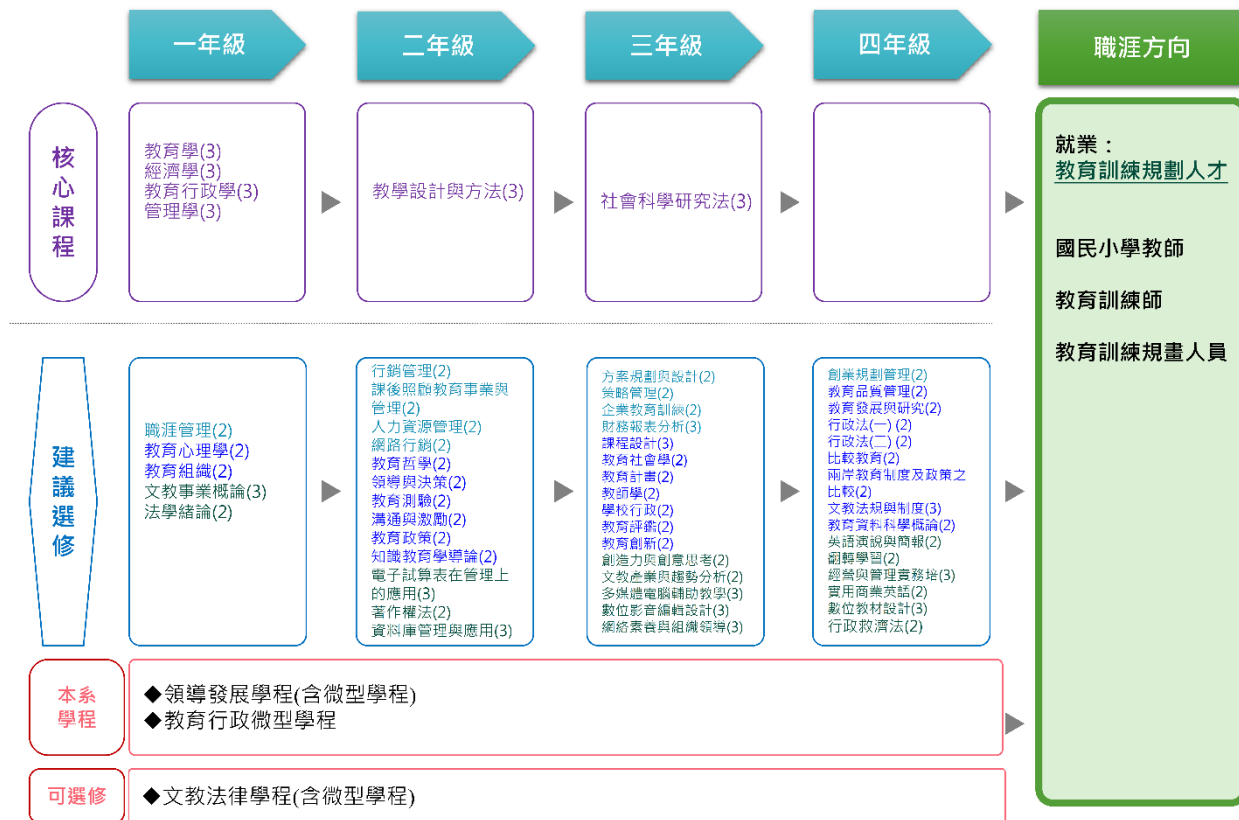 一年級
二年級
三年級
四年級
職涯方向
核心課程
教育學(3)
經濟學(3)
教育行政學(3)
管理學(3)
教學設計與方法(3)
社會科學研究法(3)
就業：
教育訓練規劃人才
國民小學教師
教育訓練師
教育訓練規畫人員
建議選修
職涯管理(2)
教育心理學(2)
教育組織(2)
文教事業概論(3)
法學緒論(2)
行銷管理(2)
課後照顧教育事業與
管理(2)
人力資源管理(2)
網路行銷(2)
教育哲學(2)
領導與決策(2)
教育測驗(2)
溝通與激勵(2)
教育政策(2)
知識教育學導論(2)
電子試算表在管理上
的應用(3)
著作權法(2)
資料庫管理與應用(3)
方案規劃與設計(2)
策略管理(2)
企業教育訓練(2)
財務報表分析(3)
課程設計(3)
教育社會學(2)
教育計畫(2)
教師學(2)
學校行政(2)
教育評鑑(2)
教育創新(2)
創造力與創意思考(2)
文教產業與趨勢分析(2)
多媒體電腦輔助教學(3)
數位影音編輯設計(3)
網絡素養與組織領導(3)
創業規劃管理(2)
教育品質管理(2)
教育發展與研究(2)
行政法(一) (2)
行政法(二) (2)
比較教育(2)
兩岸教育制度及政策之
比較(2)
文教法規與制度(3)
教育資料科學概論(2)
英語演說與簡報(2)
翻轉學習(2)
經營與管理實務培(3)
實用商業英語(2)
數位教材設計(3)
行政救濟法(2)
本系
學程
◆領導發展學程(含微型學程)
◆教育行政微型學程
可選修
◆文教法律學程(含微型學程)